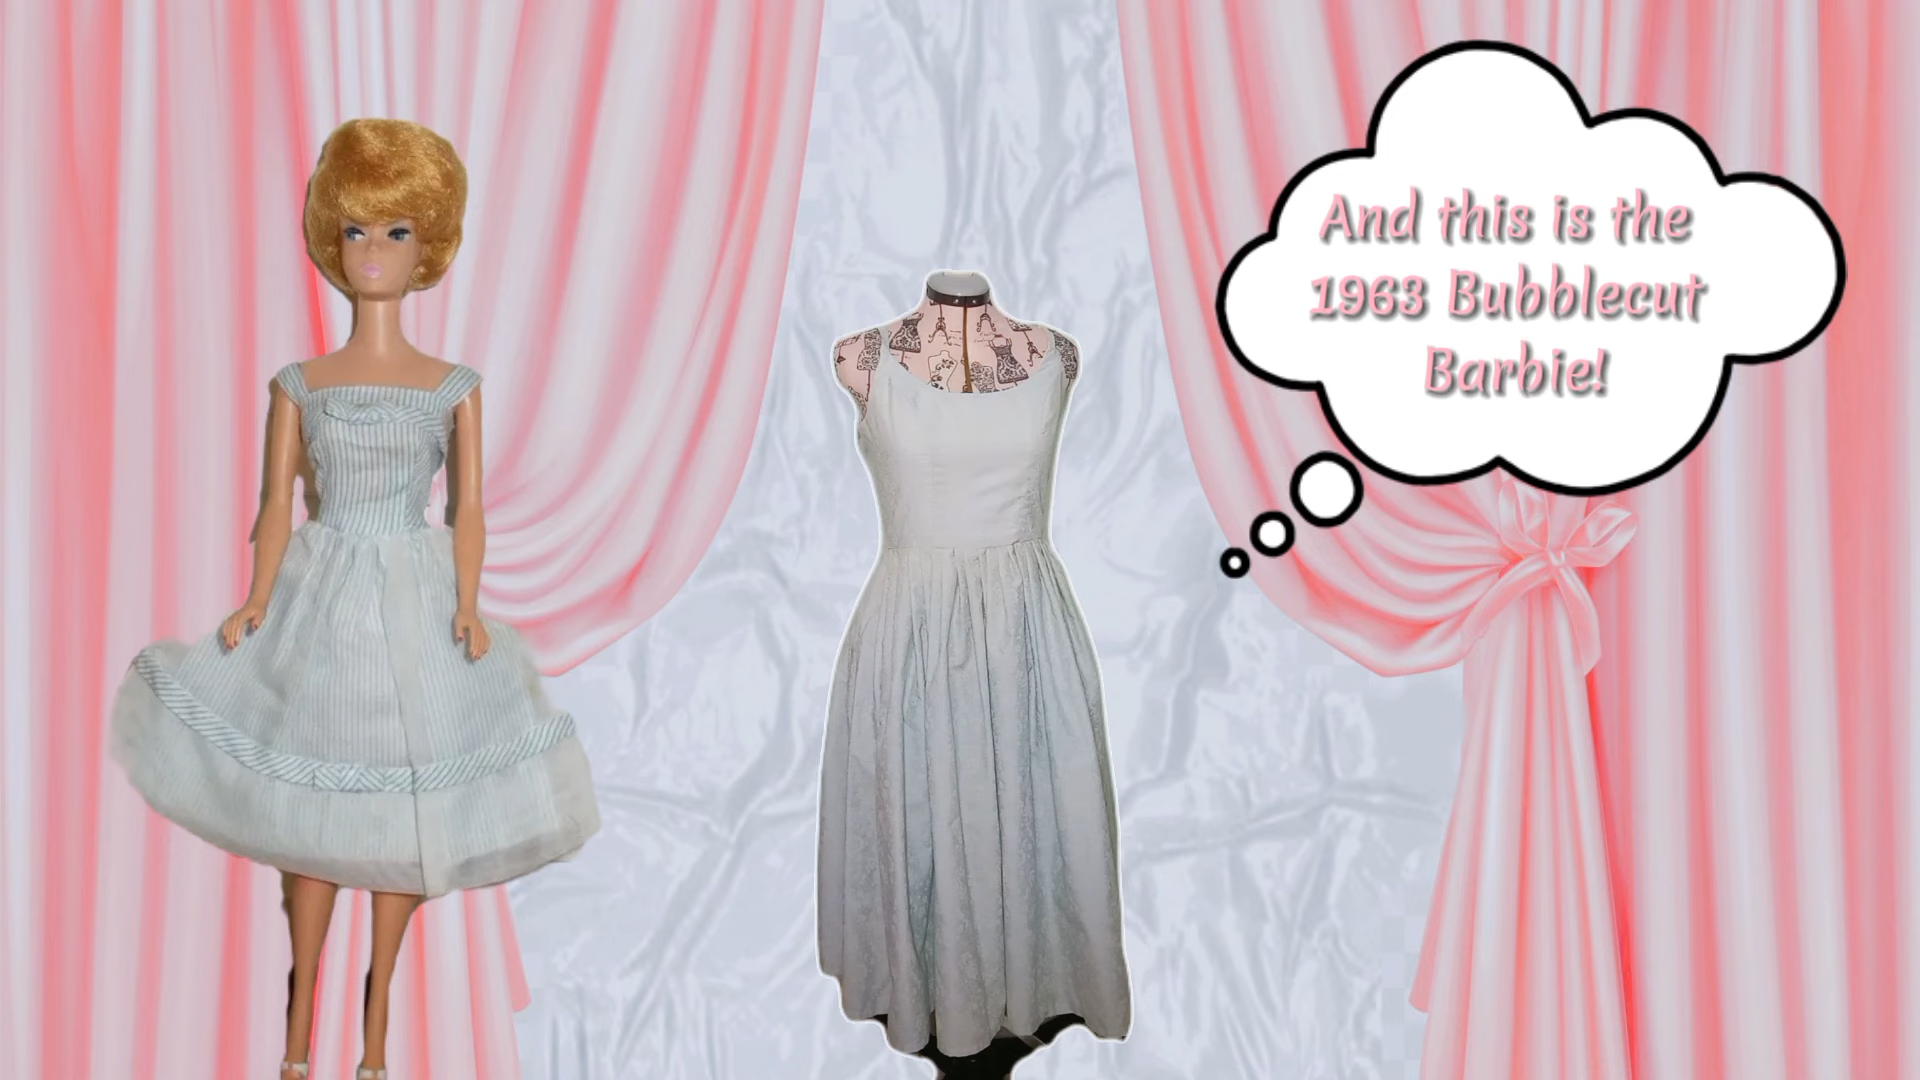 And this is the
1963 Bubblecut
Barbie!